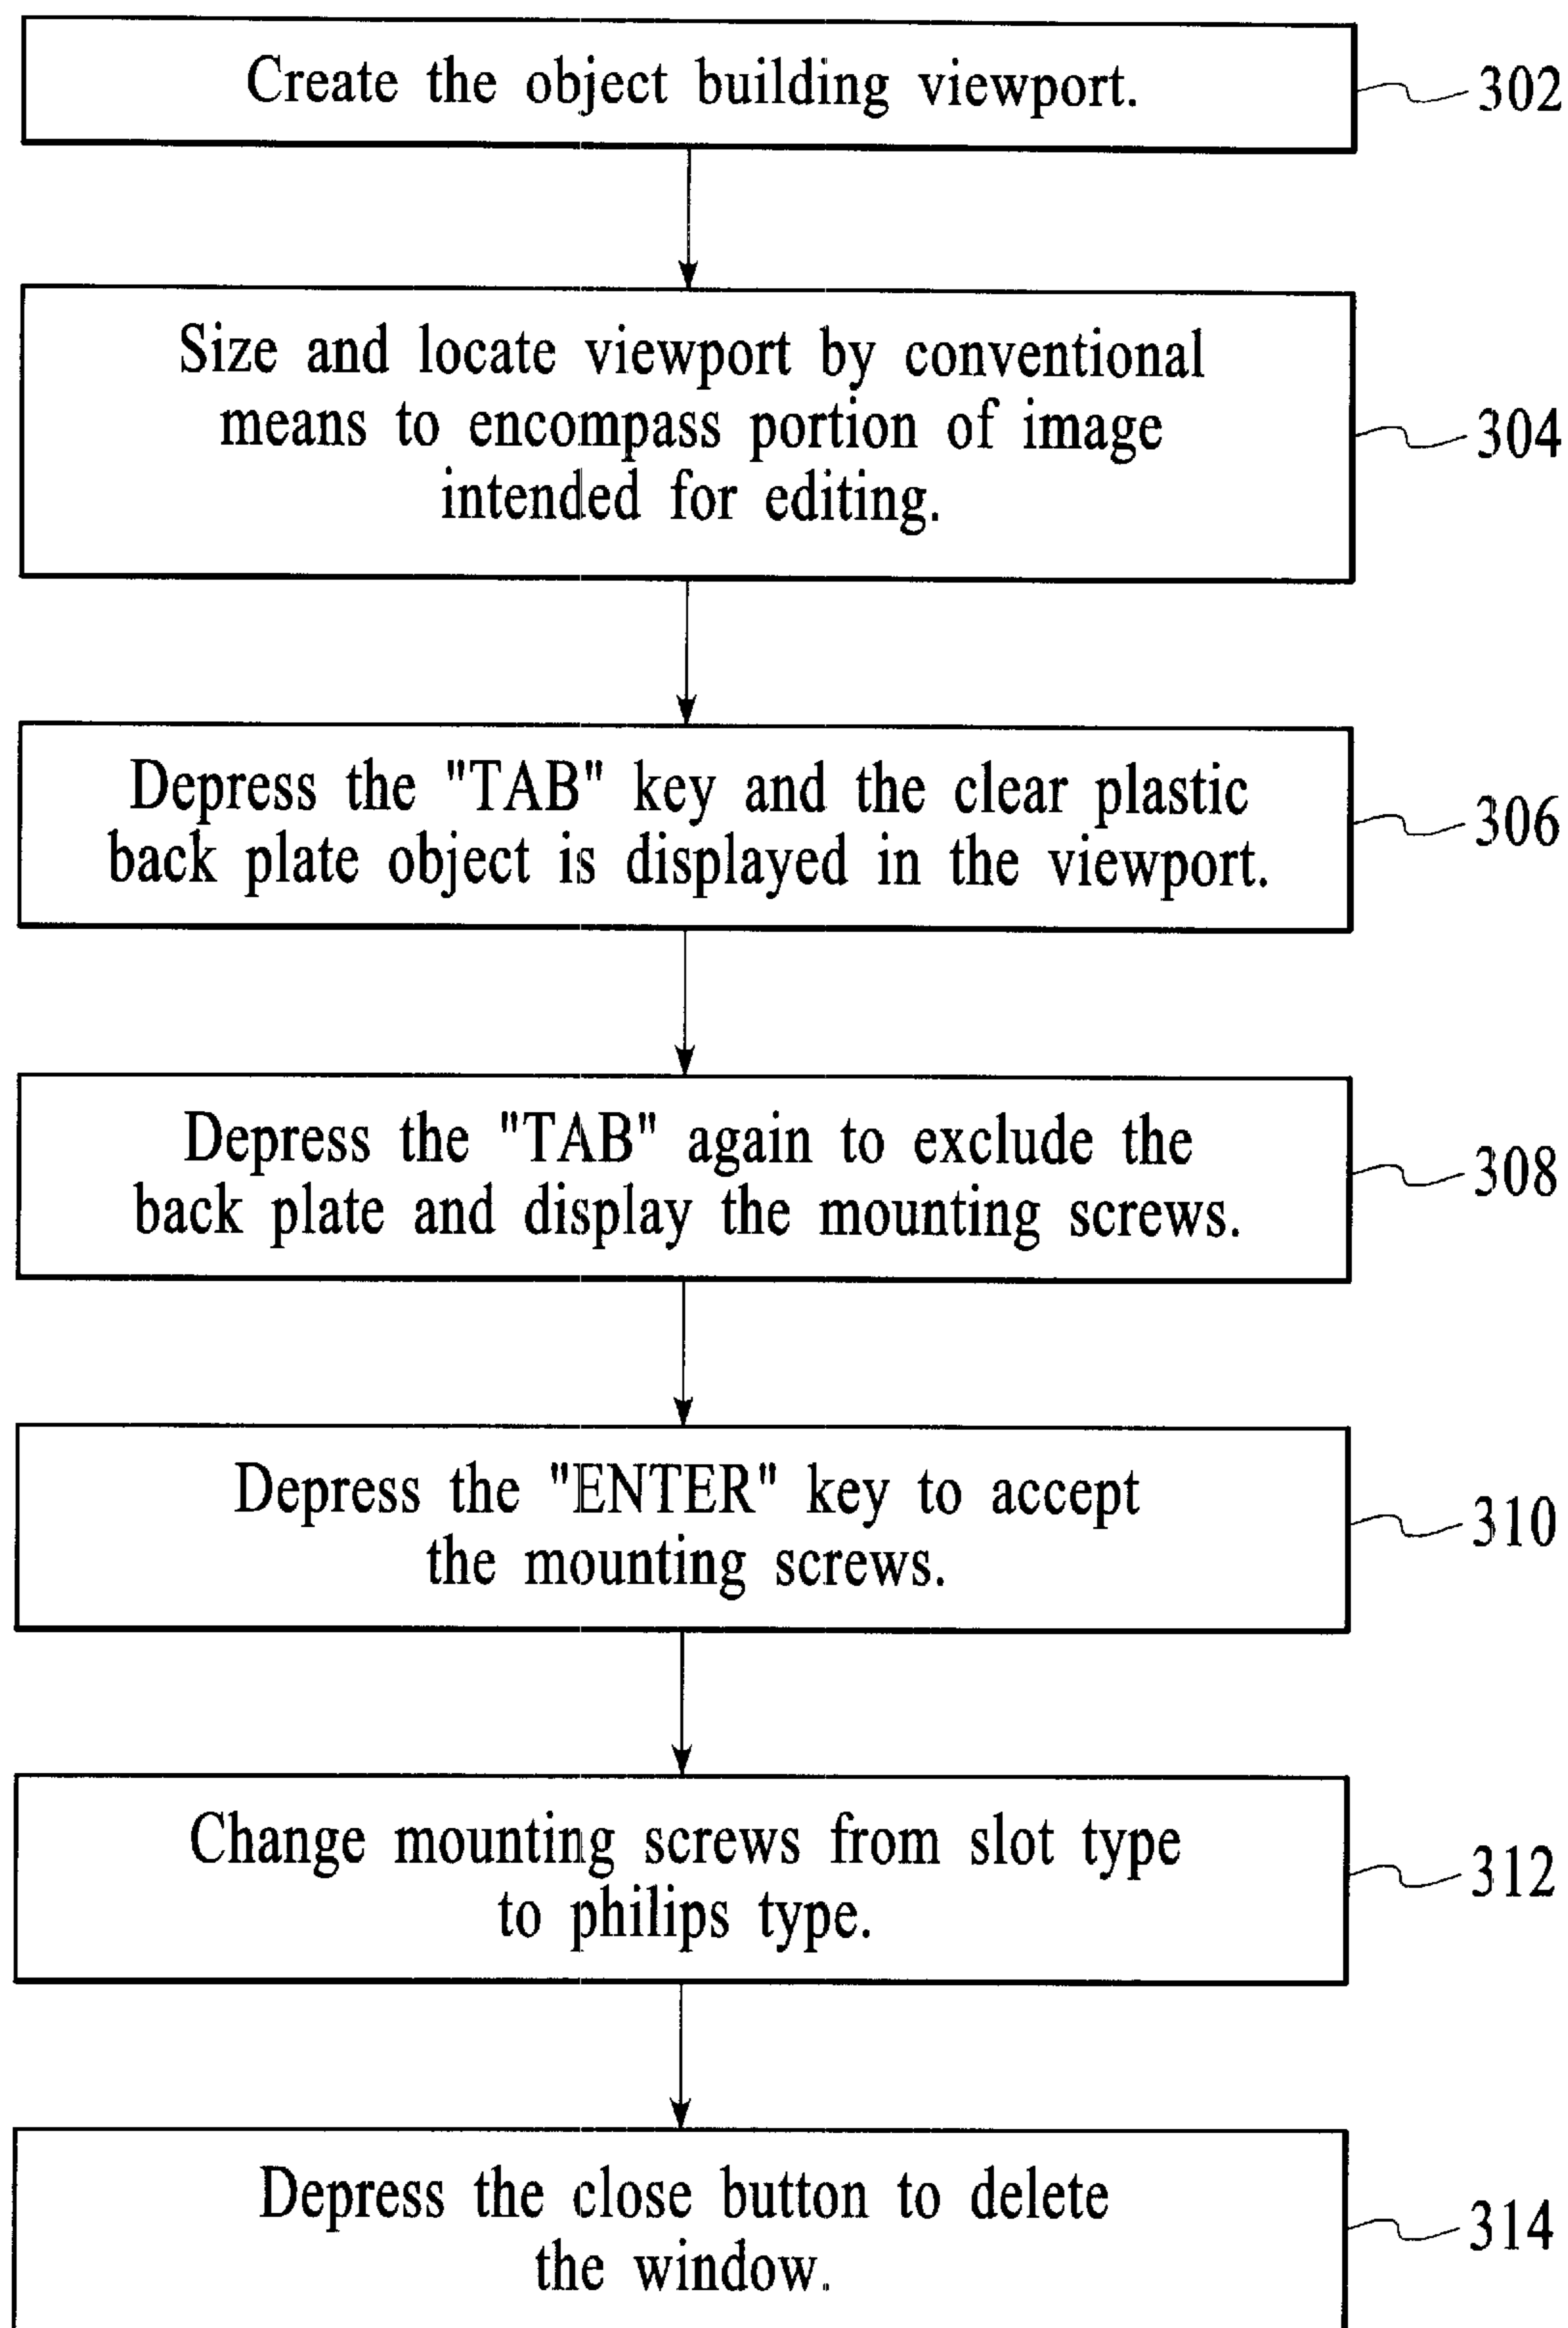 Create the object building viewport.
302
Size and locate viewport by conventional
means to encompass portion of image
intended for editing.
304
Depress the "TAB" key and the clear plastic
back plate object is displayed in the viewport.
306
Depress the "TAB" again to exclude the
back plate and display the mounting screws.
308
Depress the "ENTER" key to accept
the mounting screws.
310
Change mounting screws from slot type
to philips type.
312
Depress the close button to delete
the window.
314